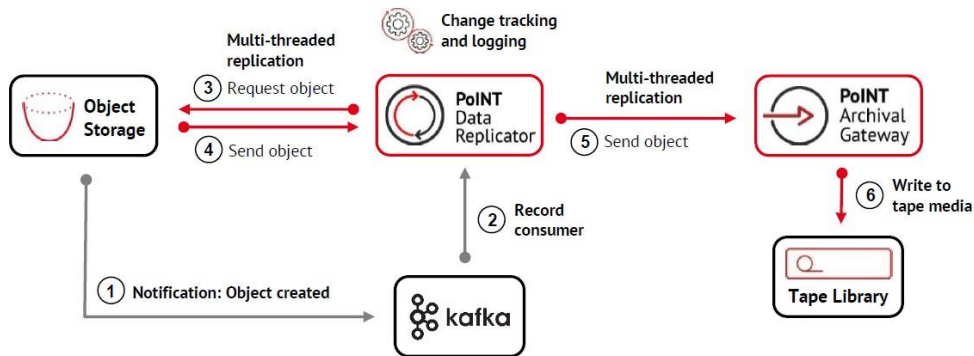 Change tracking
and logging
Multi-threaded
replication
3 Request object
4 Send object
Object
Storage
PoINT
Data
Replicator
Multi-threaded
replication
5 Send object
PoINT
Archival
Gateway
6 Write to
tape media
2 Record
consumer
1 Notification: Object created
kafka
Tape Library